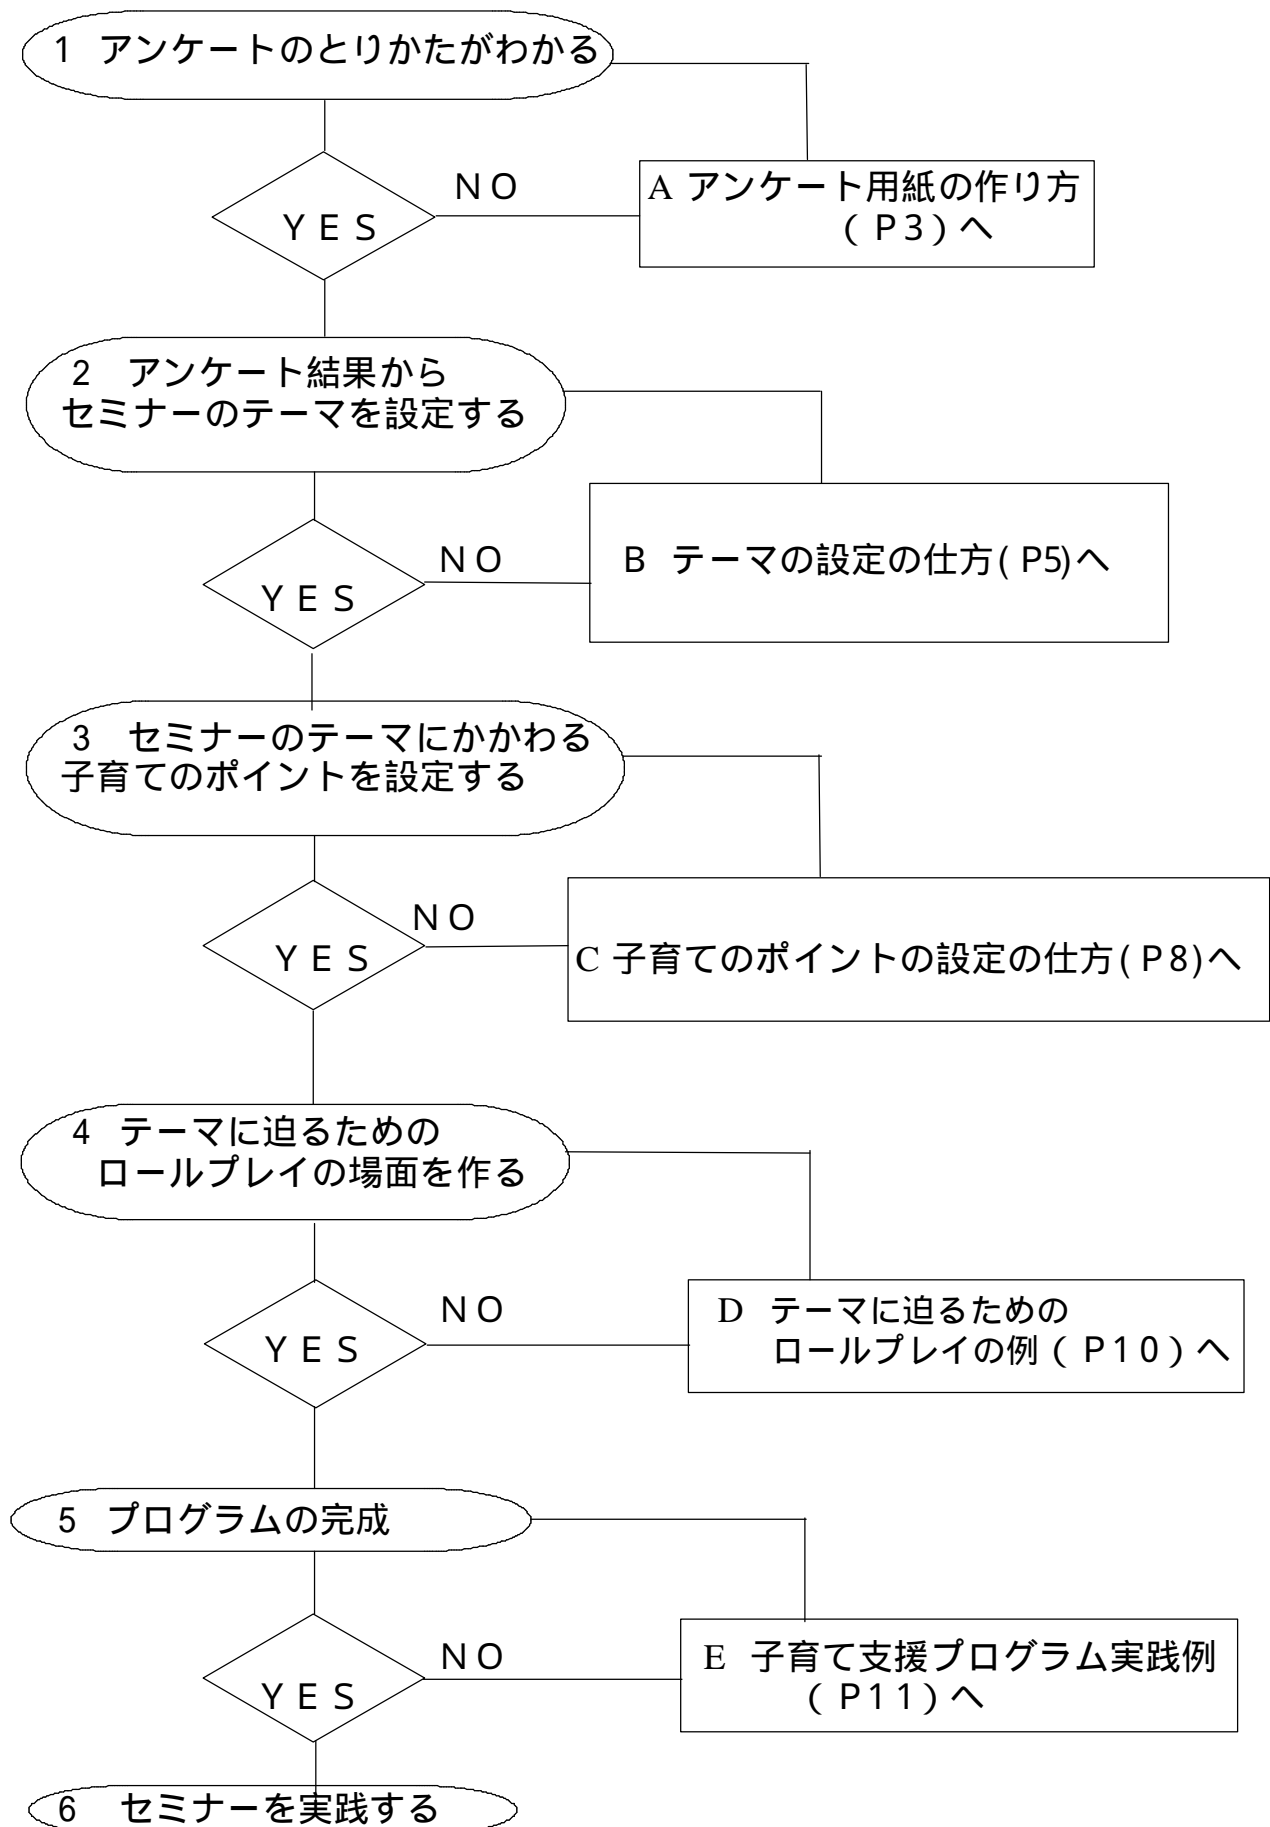 1 アンケートのとりかたがわかる
NO
YES
A アンケート用紙の作り方
(P3)へ
2 アンケート結果から
セミナーのテーマを設定する
NO
YES
B テーマの設定の仕方(P5)へ
3 セミナーのテーマにかかわる
子育てのポイントを設定する
NO
YES
C 子育てのポイントの設定の仕方(P8)へ
4 テーマに迫るための
ロールプレイの場面を作る
NO
YES
D テーマに迫るための
ロールプレイの例(P10)へ
5 プログラムの完成
NO
YES
E 子育て支援プログラム実践例
(P11)へ
6 セミナーを実践する